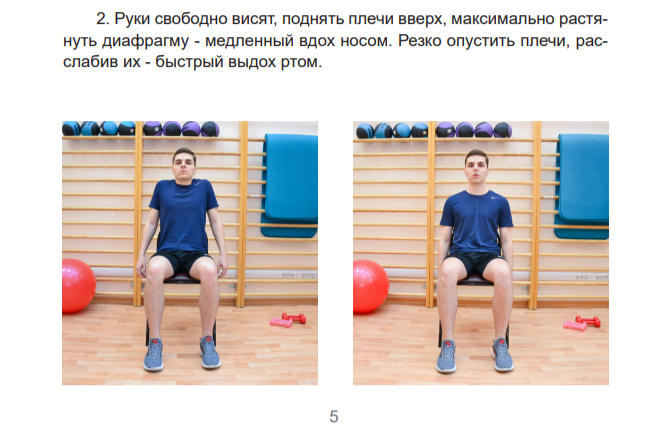 2. Руки свободно висят, поднять плечи вверх, максимально растя-
нуть диафрагму - медленный вдох носом. Резко опустить плечи, рас-
слабив их - быстрый выдох ртом.
5